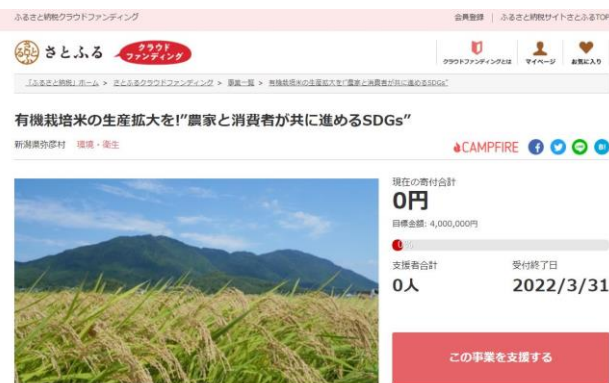 ふるさと納税クラウドファンディング
会員登録 | ふるさと納税サイトさとふるTOP
さとふる クラウドファンディング
クラウドファンディングとは マイページ お気に入り
「ふるさと納税」ホーム > さとふるクラウドファンディング > 事業一覧 > 有機栽培米の生産拡大を!"農家と消費者が共に進めるSDGs"
有機栽培米の生産拡大を!"農家と消費者が共に進めるSDGs"
新潟県弥彦村 環境・衛生
CAMPFIRE
現在の寄付合計
0円
目標金額: 4,000,000円
0%
支援者合計 受付終了日
0人 2022/3/31
この事業を支援する